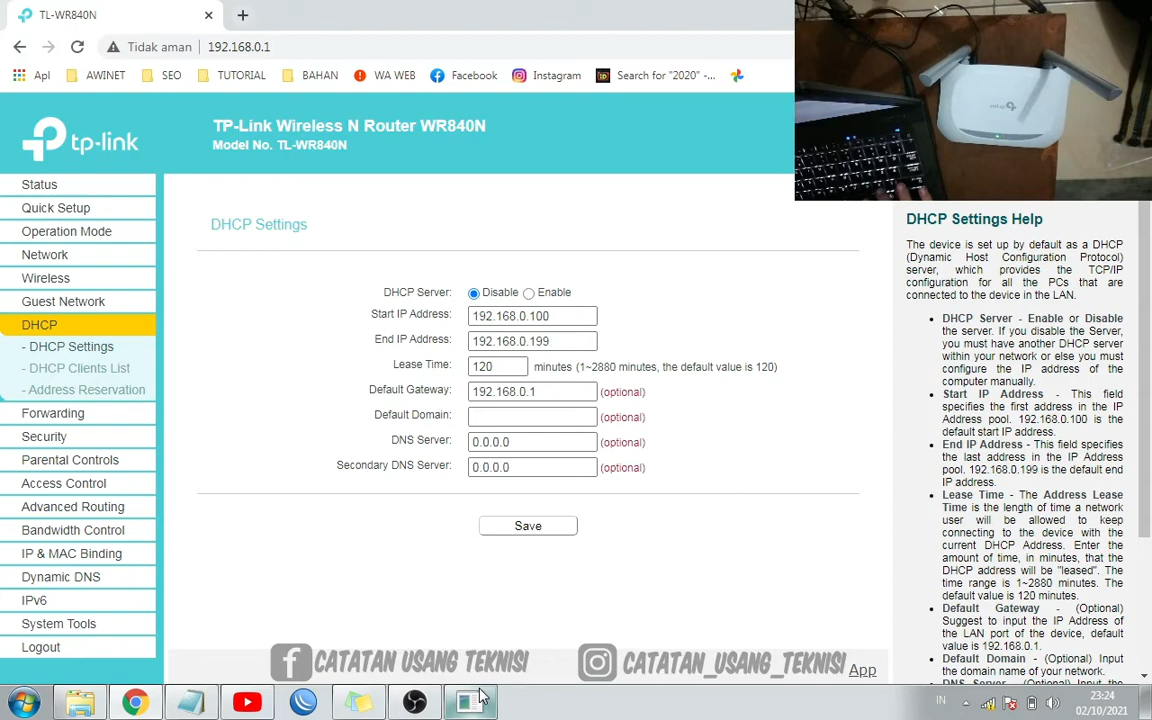 TL-WR840N
Tidak aman
192.168.0.1
Apl
AWINET
SEO
TUTORIAL
BAHAN
WA WEB
Facebook
Instagram
Search for "2020" -...
tp-link
TP-Link Wireless N Router WR840N
Model No. TL-WR840N
Status
Quick Setup
Operation Mode
Network
Wireless
Guest Network
DHCP
- DHCP Settings
- DHCP Clients List
- Address Reservation
Forwarding
Security
Parental Controls
Access Control
Advanced Routing
Bandwidth Control
IP & MAC Binding
Dynamic DNS
IPv6
System Tools
Logout
DHCP Settings
DHCP Server: Disable Enable
Start IP Address: 192.168.0.100
End IP Address: 192.168.0.199
Lease Time: 120 minutes (1~2880 minutes, the default value is 120)
Default Gateway: 192.168.0.1 (optional)
Default Domain: (optional)
DNS Server: 0.0.0.0 (optional)
Secondary DNS Server: 0.0.0.0 (optional)
Save
DHCP Settings Help
The device is set up by default as a DHCP
(Dynamic Host Configuration Protocol)
server, which provides the TCP/IP
configuration for all the PCs that are
connected to the device in the LAN.
• DHCP Server - Enable or Disable
the server. If you disable the Server,
you must have another DHCP server
within your network or else you must
configure the IP address of the
computer manually.
• Start IP Address - This field
specifies the first address in the IP
Address pool. 192.168.0.100 is the
default start IP address.
• End IP Address - This field specifies
the last address in the IP Address
pool. 192.168.0.199 is the default end
IP address.
• Lease Time - The Address Lease
Time is the length of time a network
user will be allowed to keep
connecting to the device with the
current DHCP Address. Enter the
amount of time, in minutes, that the
DHCP address will be "leased". The
time range is 1~2880 minutes. The
default value is 120 minutes.
• Default Gateway - (Optional)
Suggest to input the IP Address of
the LAN port of the device, default
value is 192.168.0.1.
• Default Domain - (Optional) Input
the domain name of your network.
CATATAN USANG TEKNISI
CATATAN_USANG_TEKNISI
App
IN
23:24
02/10/2021